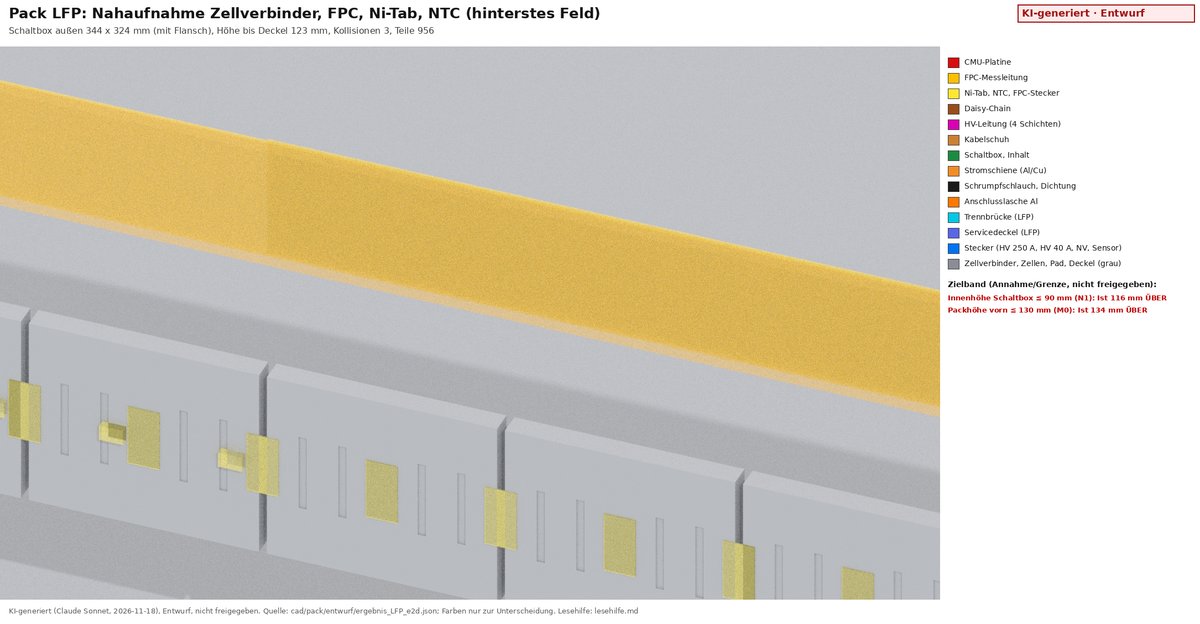 Pack LFP: Nahaufnahme Zellverbinder, FPC, Ni-Tab, NTC (hinterstes Feld)
KI-generiert · Entwurf
Schaltbox außen 344 x 324 mm (mit Flansch), Höhe bis Deckel 123 mm, Kollisionen 3, Teile 956
CMU-Platine
FPC-Messleitung
Ni-Tab, NTC, FPC-Stecker
Daisy-Chain
HV-Leitung (4 Schichten)
Kabelschuh
Schaltbox, Inhalt
Stromschiene (Al/Cu)
Schrumpfschlauch, Dichtung
Anschlusslasche Al
Trennbrücke (LFP)
Servicedeckel (LFP)
Stecker (HV 250 A, HV 40 A, NV, Sensor)
Zellverbinder, Zellen, Pad, Deckel (grau)
Zielband (Annahme/Grenze, nicht freigegeben):
Innenhöhe Schaltbox ≤ 90 mm (N1): Ist 116 mm ÜBER
Packhöhe vorn ≤ 130 mm (M0): Ist 134 mm ÜBER
KI-generiert (Claude Sonnet, 2026-11-18), Entwurf, nicht freigegeben. Quelle: cad/pack/entwurf/ergebnis_LFP_e2d.json; Farben nur zur Unterscheidung. Lesehilfe: lesehilfe.md